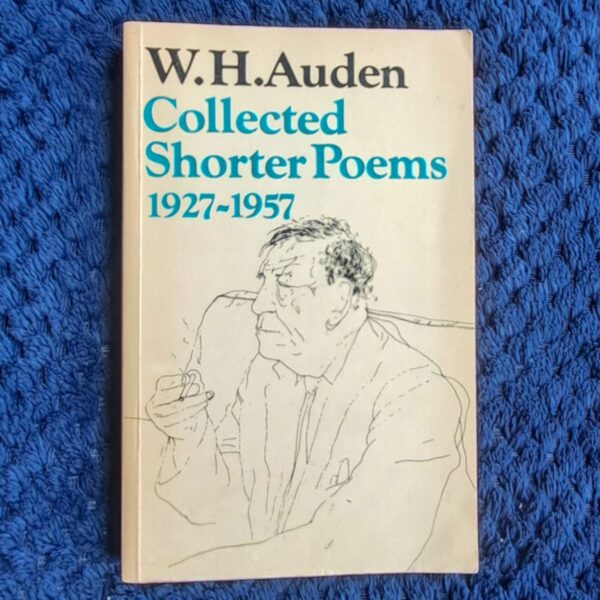 W.H.Auden
Collected
Shorter Poems
1927-1957